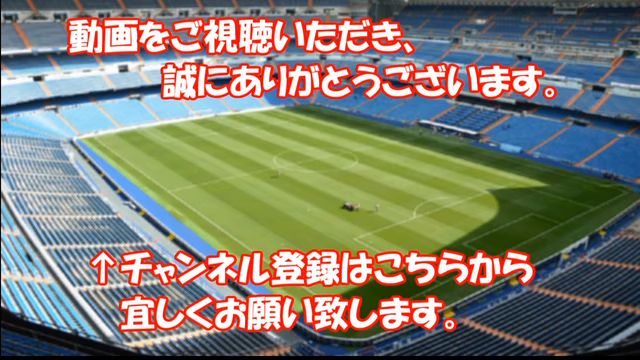 動画をご視聴いただき、
誠にありがとうございます。
↑チャンネル登録はこちらから
宜しくお願い致します。